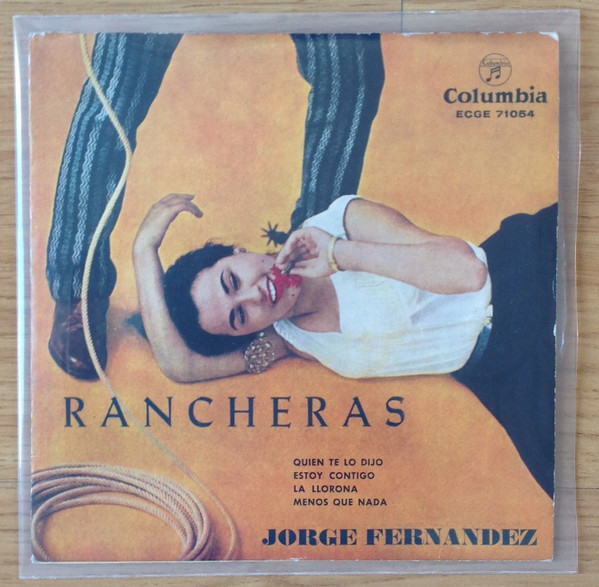 Columbia
ECGE 71054
RANCHERAS
QUIEN TE LO DIJO
ESTOY CONTIGO
LA LLORONA
MENOS QUE NADA
JORGE FERNANDEZ